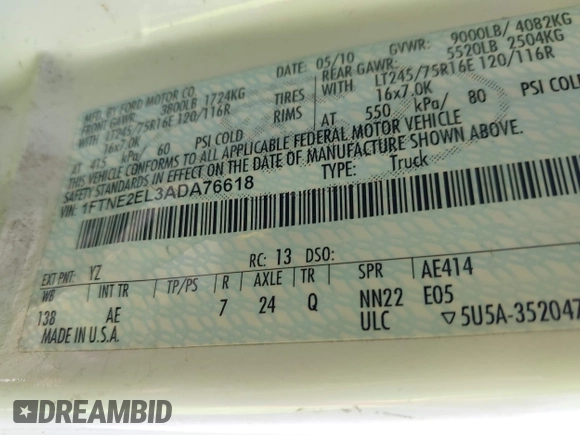 MFD. BY FORD MOTOR CO.
DATE: 05/10 GVWR: 9000LB/ 4082KG
FRONT GAWR: 3800LB 1724KG
REAR GAWR: 5520LB 2504KG
WITH LT245/75R16E 120/116R TIRES LT245/75R16E 120/116R
16x7.0K RIMS 16x7.0K
AT 415 kPa/ 60 PSI COLD AT 550 kPa/ 80 PSI COLD
THIS VEHICLE CONFORMS TO ALL APPLICABLE FEDERAL MOTOR VEHICLE
SAFETY STANDARDS IN EFFECT ON THE DATE OF MANUFACTURE SHOWN ABOVE.
VIN: 1FTNE2EL3ADA76618
TYPE: Truck
EXT PNT: YZ RC: 13 DSO:
WB INT TR TP/PS R AXLE TR SPR AE414
138 AE 7 24 Q NN22 E05
MADE IN U.S.A. ULC ▽5U5A-352047
DREAMBID